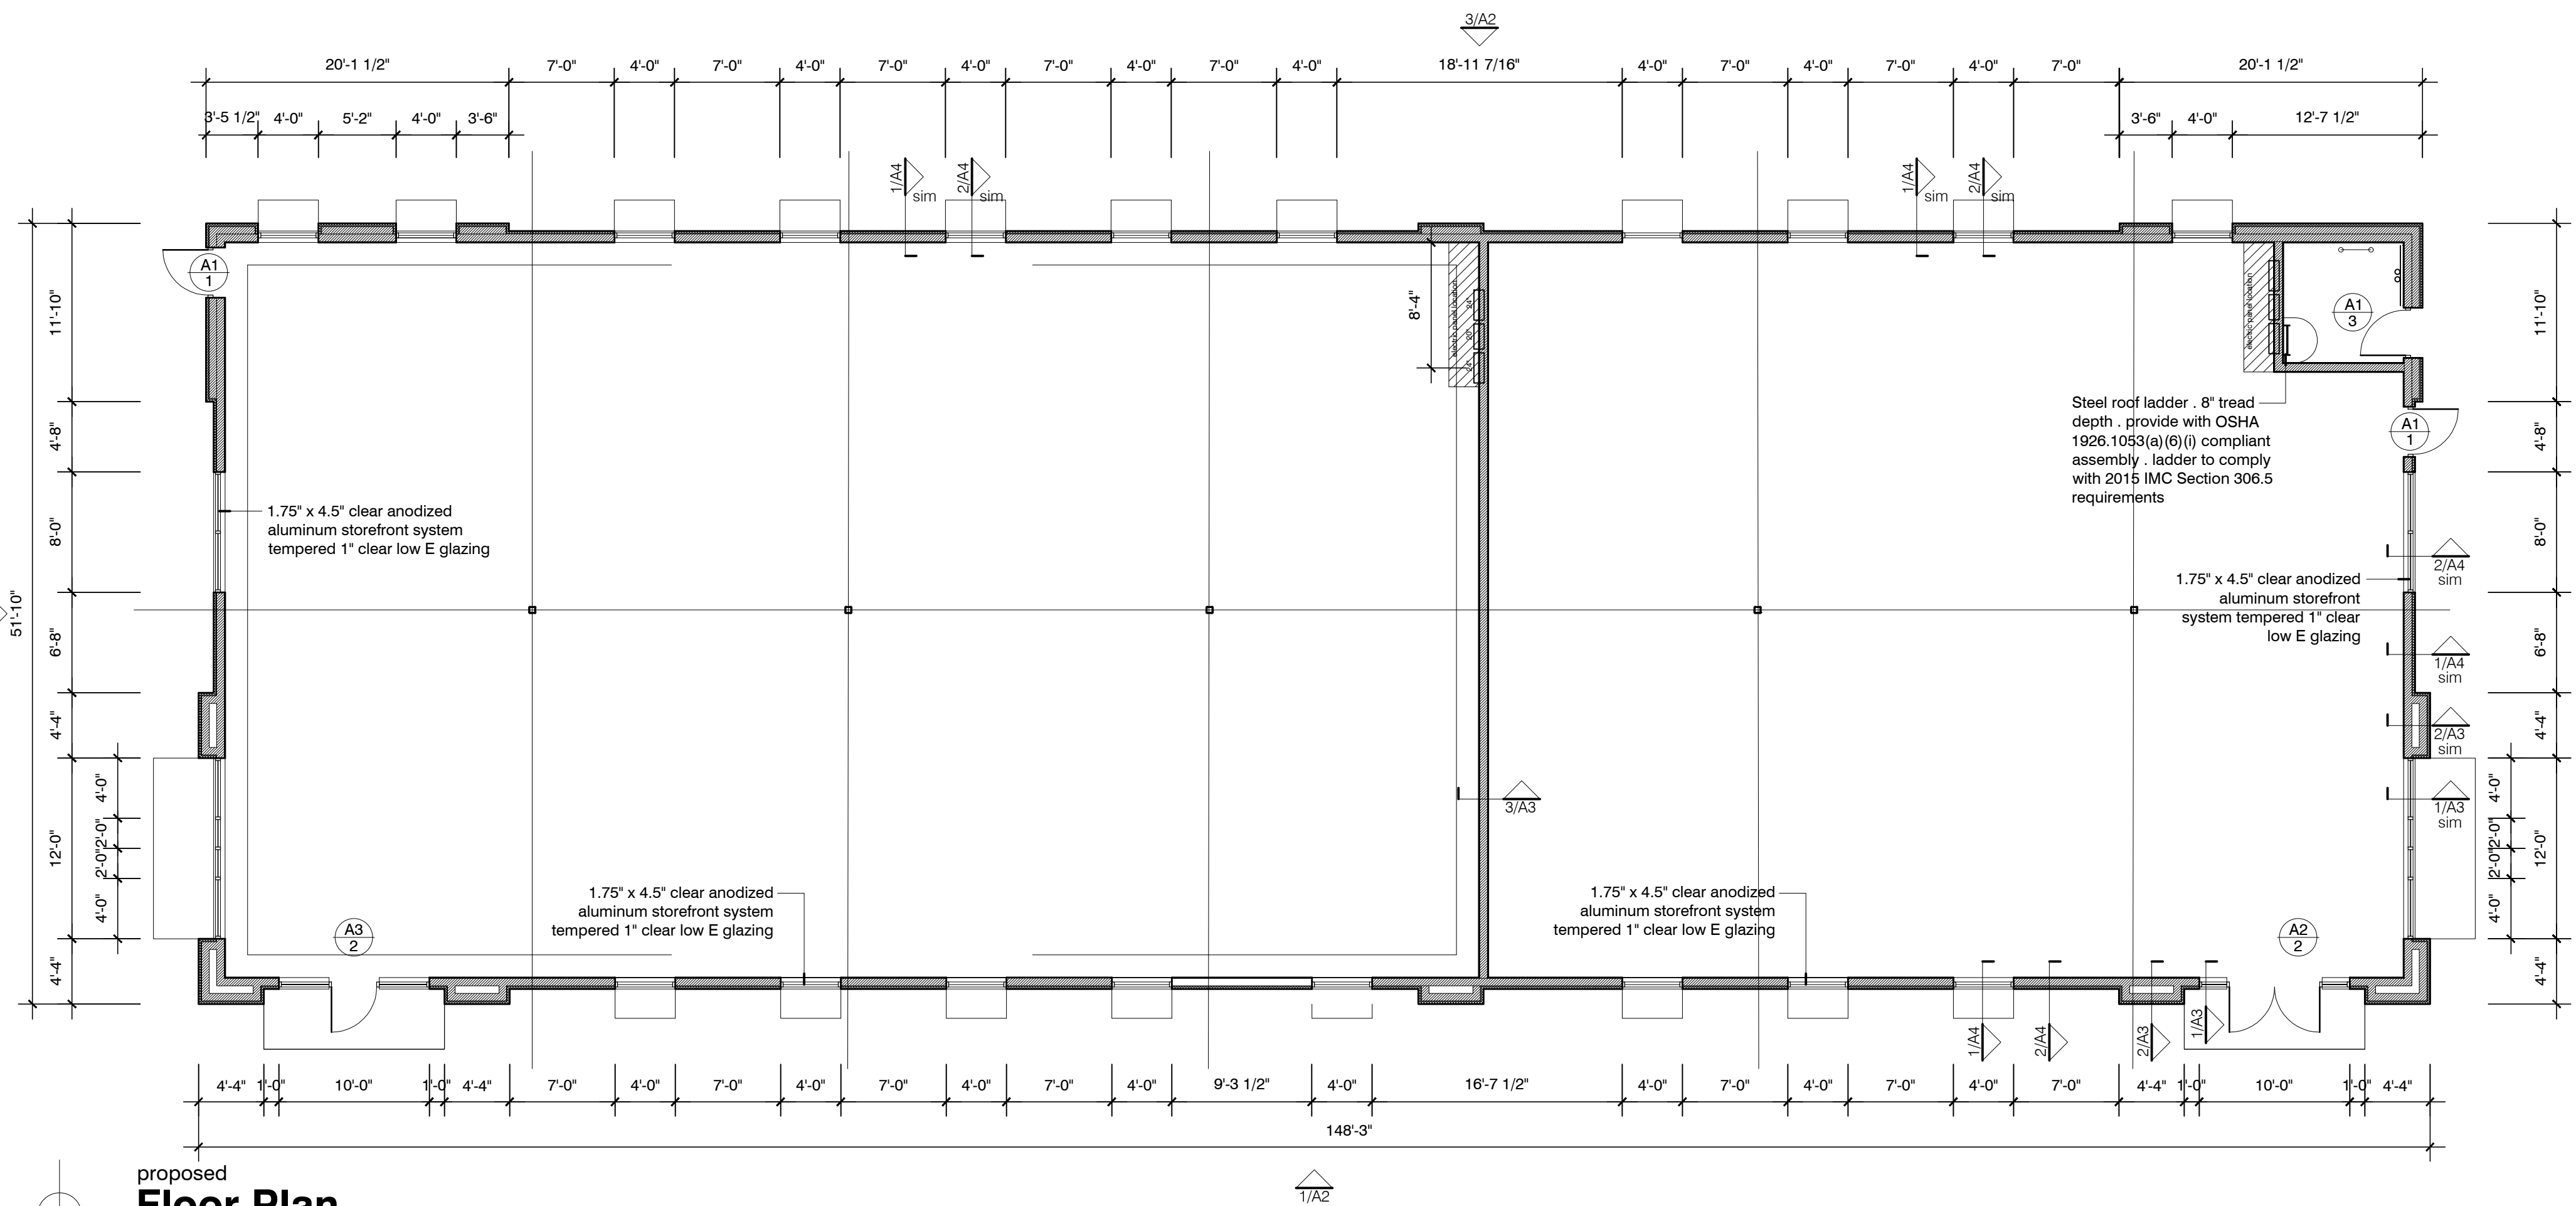 3/A2
20'-1 1/2" 7'-0" 4'-0" 7'-0" 4'-0" 7'-0" 4'-0" 7'-0" 4'-0" 7'-0" 4'-0" 18'-11 7/16" 4'-0" 7'-0" 4'-0" 7'-0" 4'-0" 7'-0" 20'-1 1/2"
3'-5 1/2" 4'-0" 5'-2" 4'-0" 3'-6" 3'-6" 4'-0" 12'-7 1/2"
1/A4
sim
2/A4
sim
1/A4
sim
2/A4
sim
51'-10"
11'-10"
4'-8"
8'-0"
6'-8"
4'-4"
12'-0"
4'-4"
4'-0"
2'-0"
2'-0"
4'-0"
A1
1
8'-4"
electric panel location
24"
20"
24"
electric panel location
A1
3
A1
1
Steel roof ladder . 8" tread
depth . provide with OSHA
1926.1053(a)(6)(i) compliant
assembly . ladder to comply
with 2015 IMC Section 306.5
requirements
1.75" x 4.5" clear anodized
aluminum storefront system
tempered 1" clear low E glazing
1.75" x 4.5" clear anodized
aluminum storefront
system tempered 1" clear
low E glazing
2/A4
sim
1/A4
sim
2/A3
sim
1/A3
sim
11'-10"
4'-8"
8'-0"
6'-8"
4'-4"
12'-0"
4'-4"
4'-0"
2'-0"
2'-0"
4'-0"
3/A3
1.75" x 4.5" clear anodized
aluminum storefront system
tempered 1" clear low E glazing
1.75" x 4.5" clear anodized
aluminum storefront system
tempered 1" clear low E glazing
A3
2
A2
2
1/A4
2/A4
2/A3
1/A3
4'-4" 1'-0" 10'-0" 1'-0" 4'-4" 7'-0" 4'-0" 7'-0" 4'-0" 7'-0" 4'-0" 7'-0" 4'-0" 9'-3 1/2" 4'-0" 16'-7 1/2" 4'-0" 7'-0" 4'-0" 7'-0" 4'-0" 7'-0" 4'-4" 1'-0" 10'-0" 1'-0" 4'-4"
148'-3"
1/A2
proposed
Floor Plan